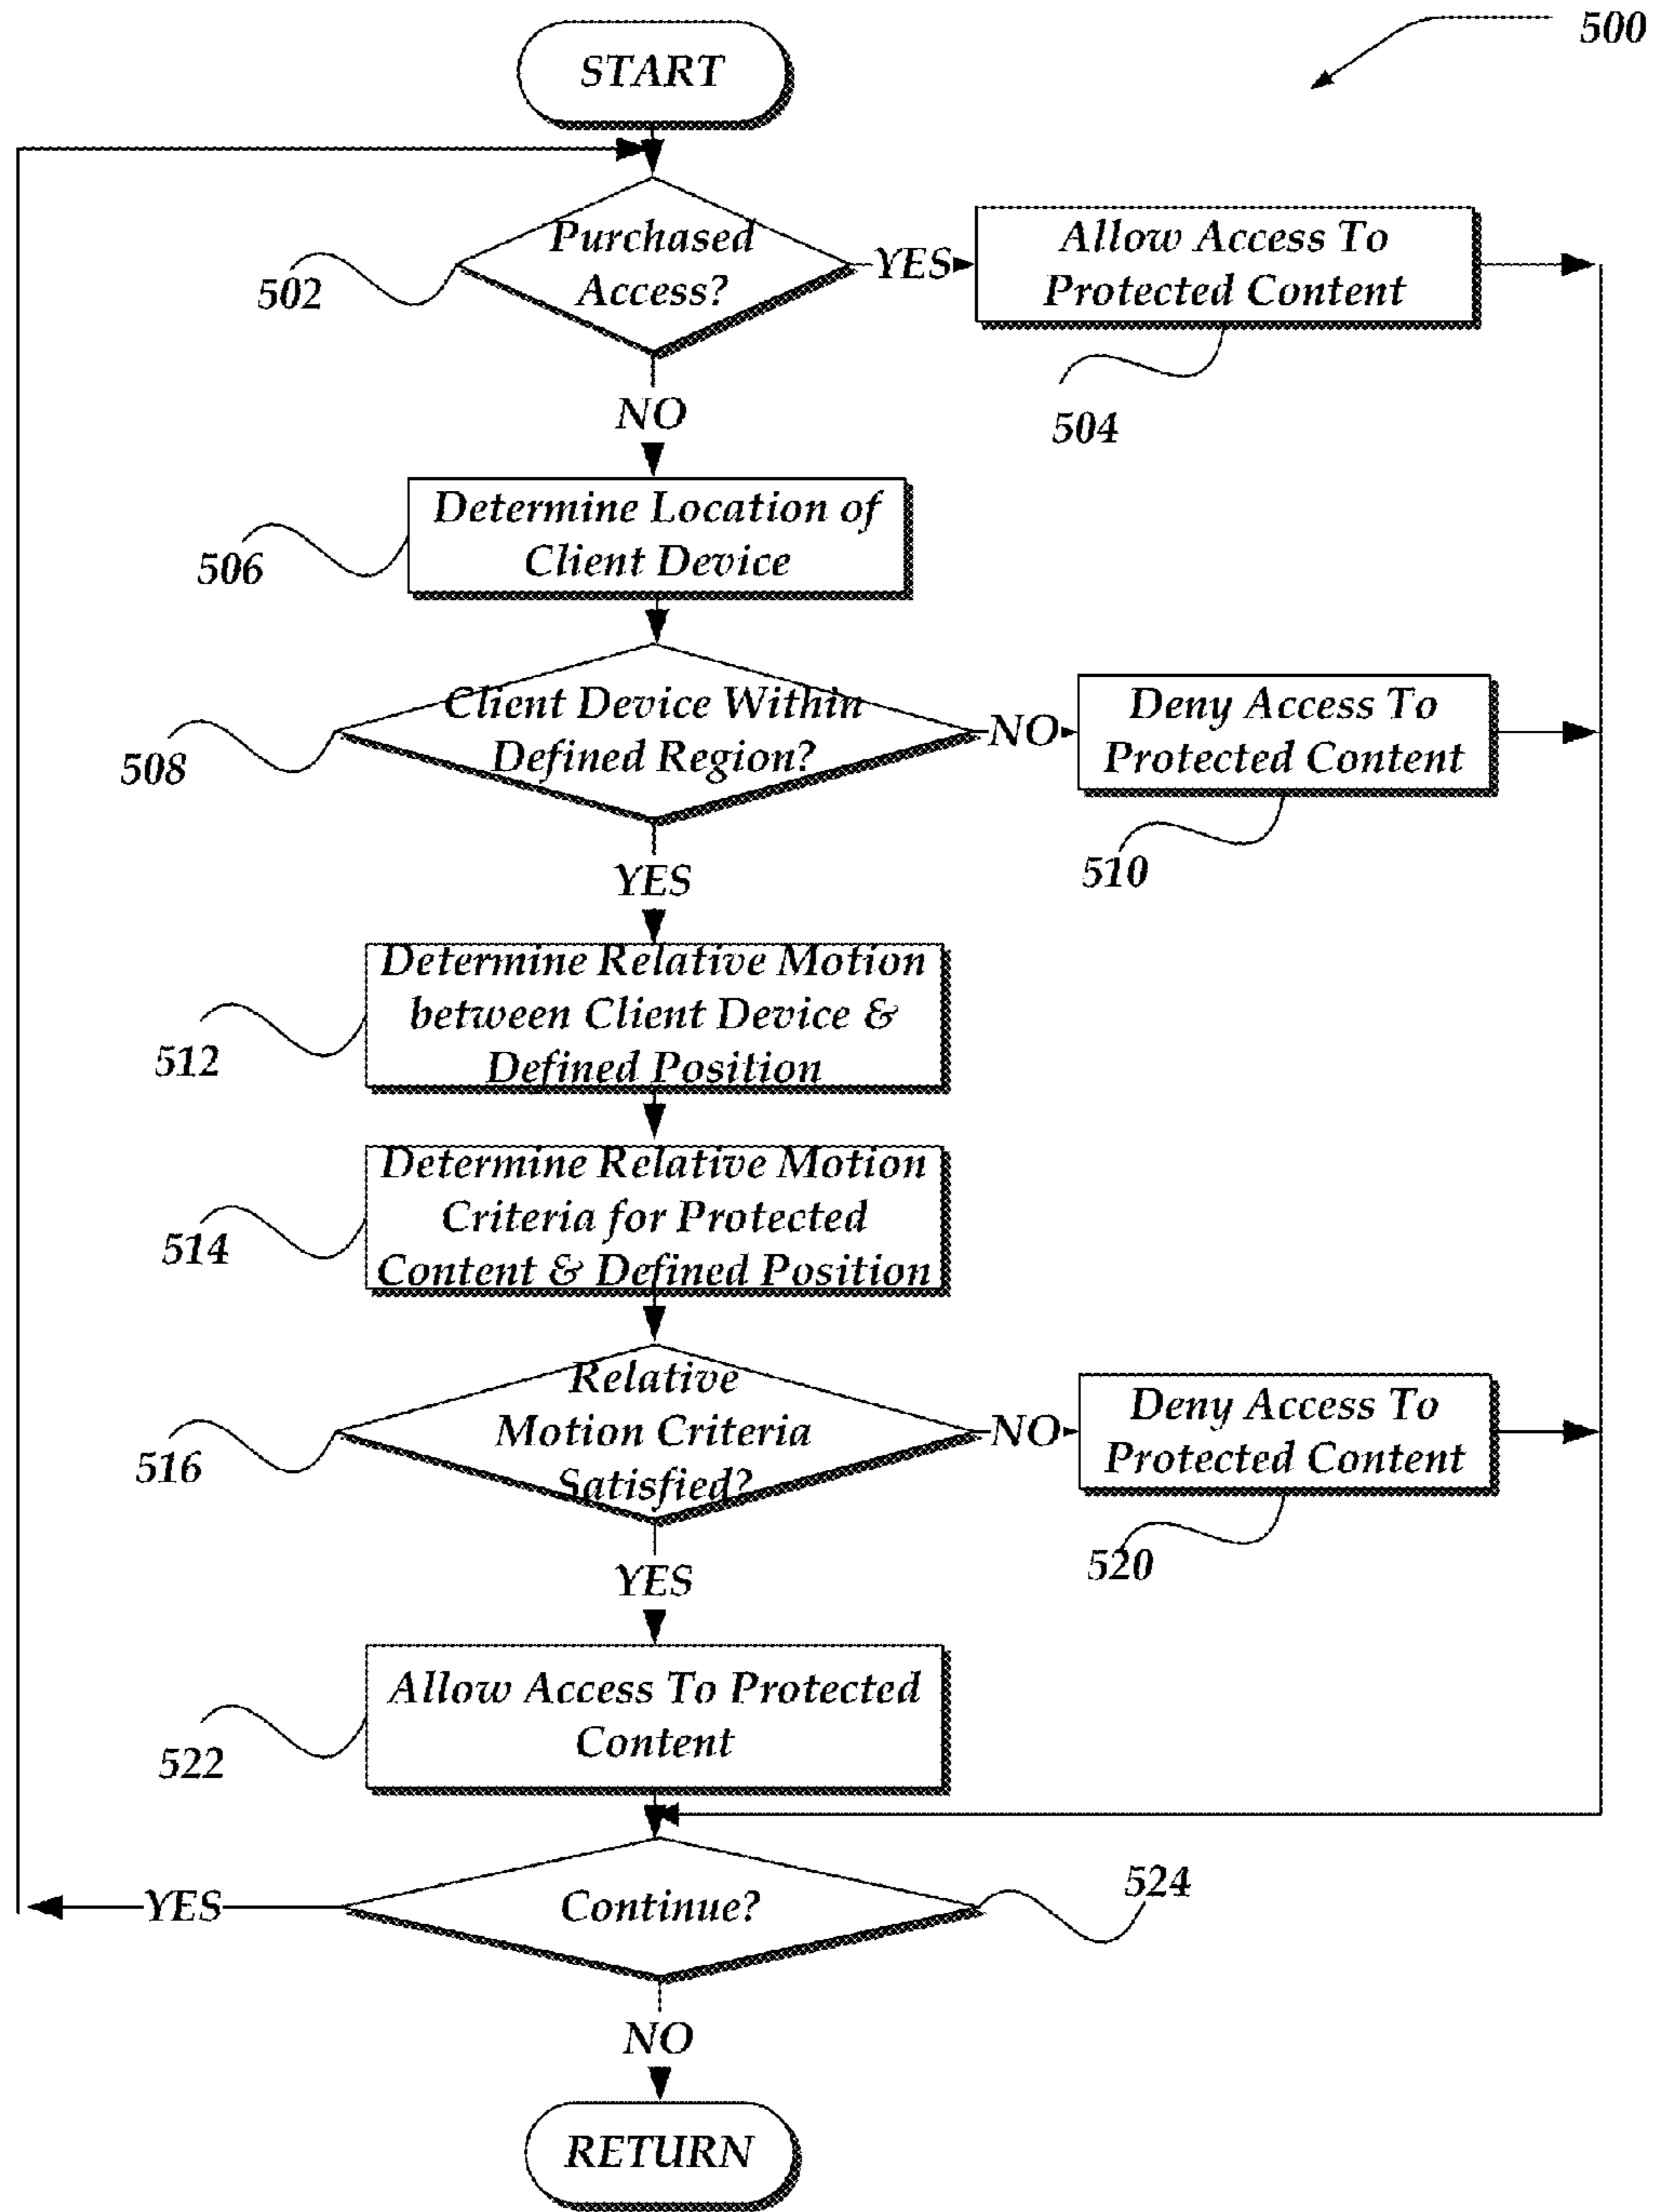 500
START
Purchased
Access?
YES
Allow Access To
Protected Content
502
504
NO
Determine Location of
Client Device
506
Client Device Within
Defined Region?
NO
Deny Access To
Protected Content
508
510
YES
Determine Relative Motion
between Client Device &
Defined Position
512
Determine Relative Motion
Criteria for Protected
Content & Defined Position
514
Relative
Motion Criteria
Satisfied?
NO
Deny Access To
Protected Content
516
520
YES
Allow Access To Protected
Content
522
Continue?
YES
524
NO
RETURN